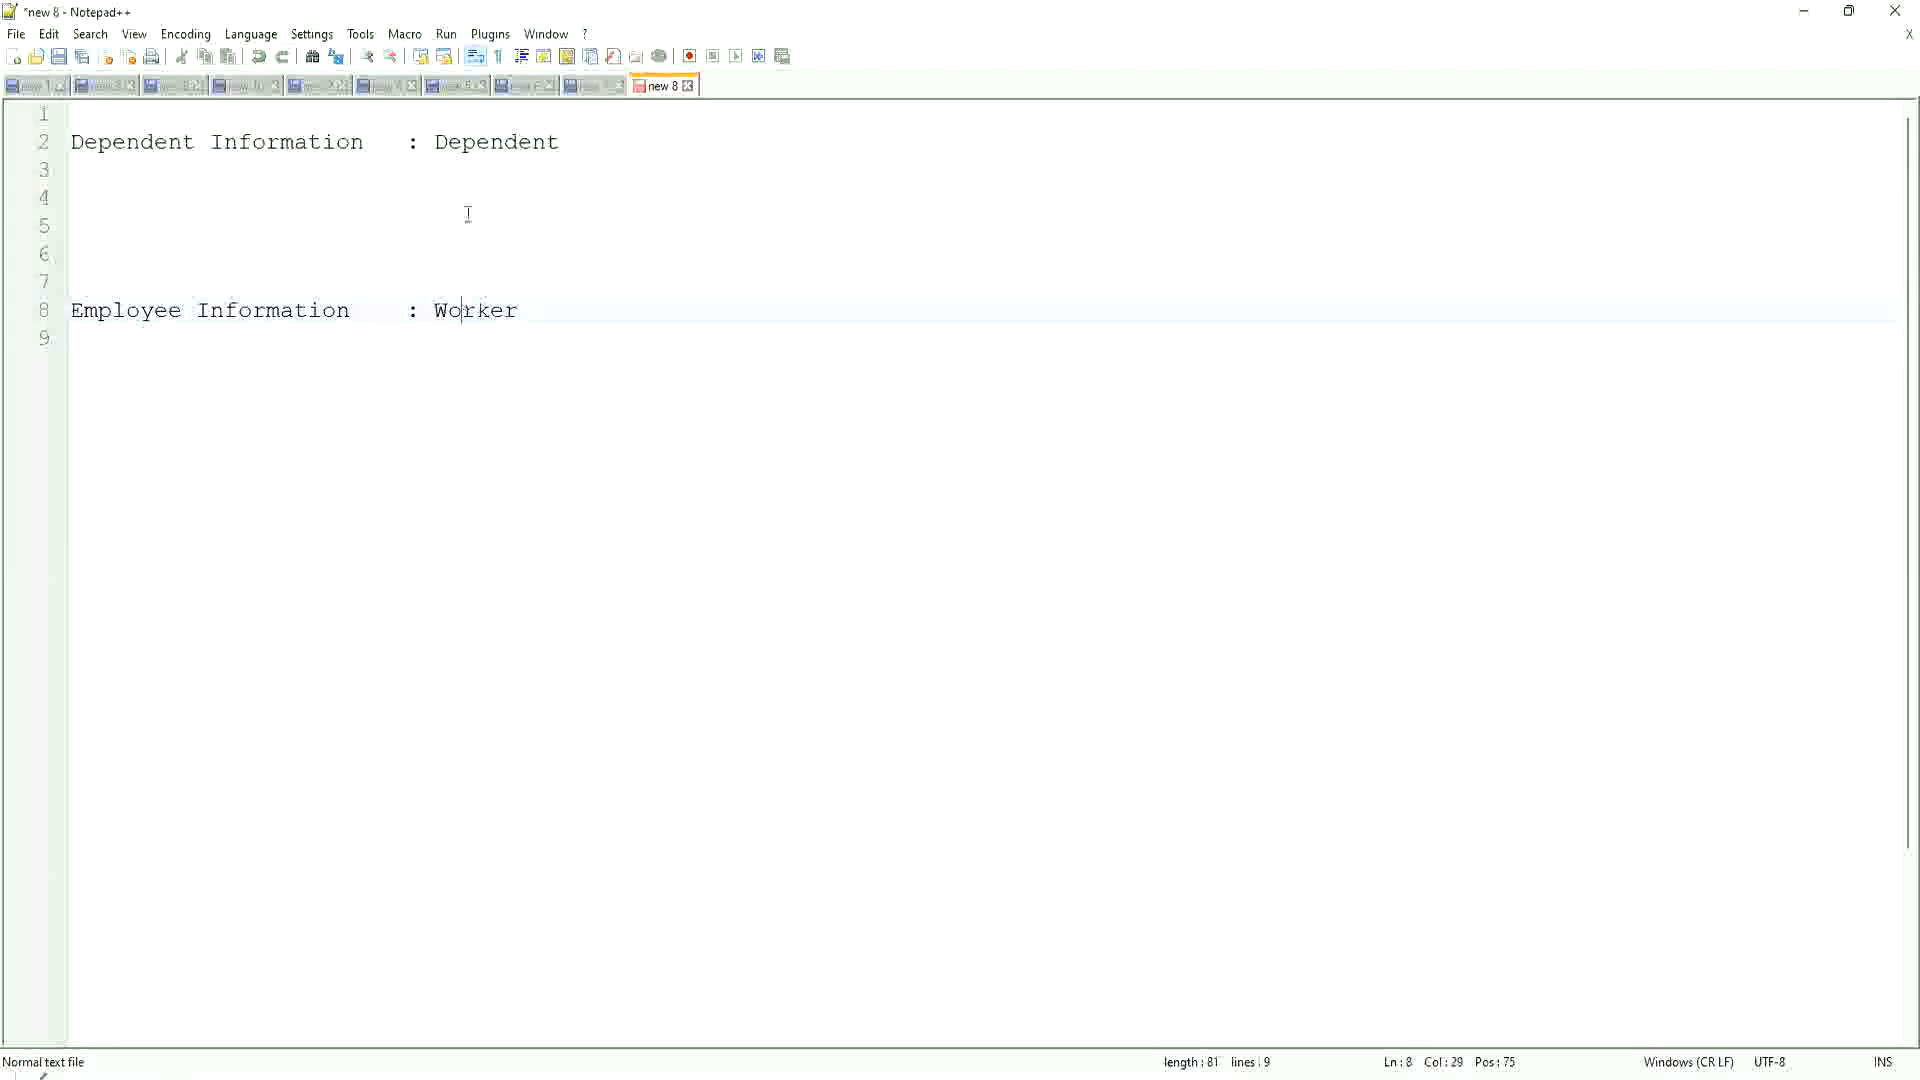 *new 8 - Notepad++
File Edit Search View Encoding Language Settings Tools Macro Run Plugins Window ?
X
new 8
1
2 Dependent Information : Dependent
3
4
5
6
7
8 Employee Information : Worker
9
Normal text file length : 81 lines : 9 Ln : 8 Col : 29 Pos : 75 Windows (CR LF) UTF-8 INS